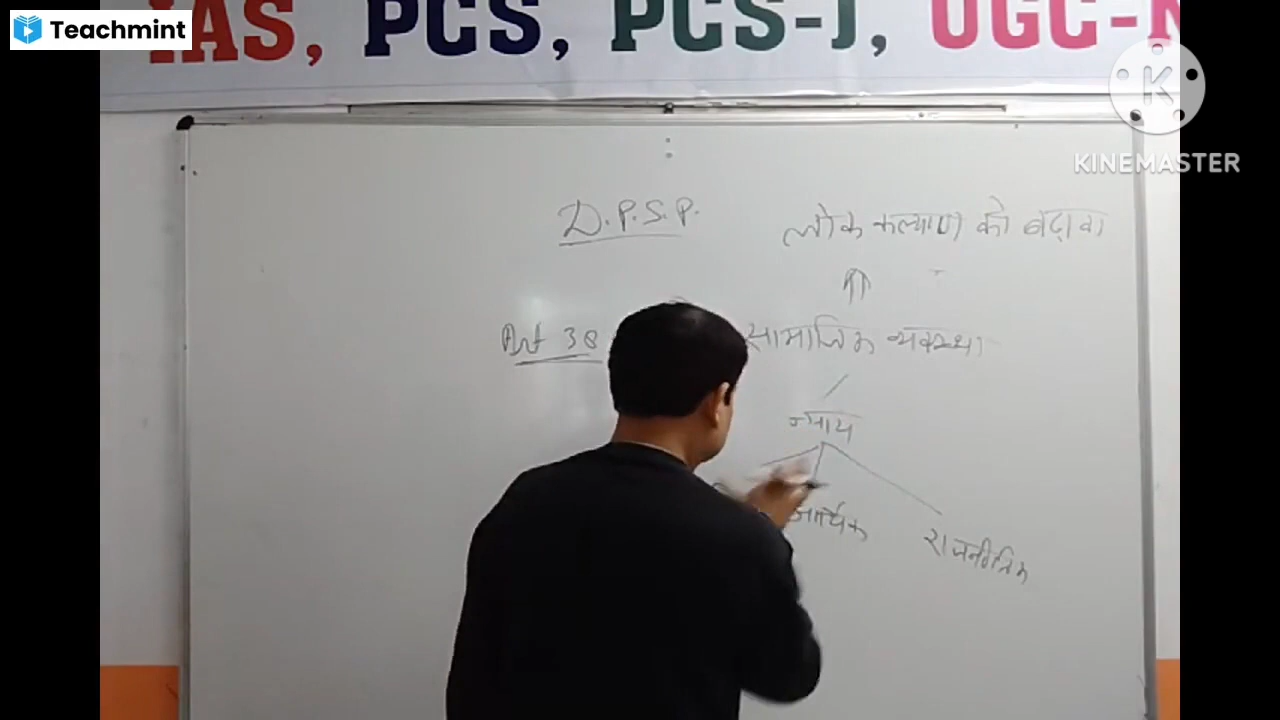 Teachmint
IAS, PCS, PCS-J, UGC-N
KINEMASTER
D.P.S.P.
लोक कल्याण को बढ़ावा
Art 38
सामाजिक व्यवस्था
न्याय
आर्थिक
राजनीतिक